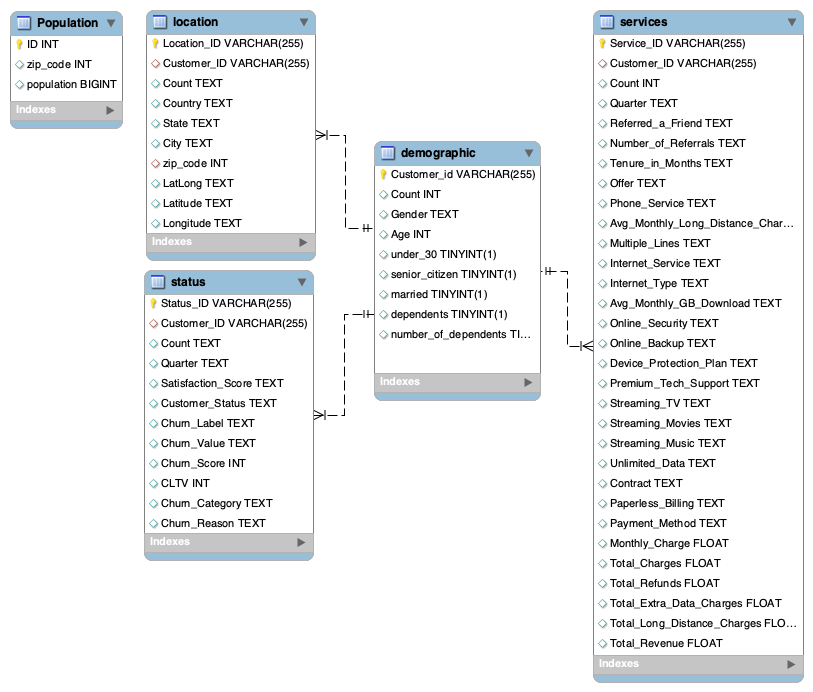 Population
ID INT
zip_code INT
population BIGINT
Indexes
location
Location_ID VARCHAR(255)
Customer_ID VARCHAR(255)
Count TEXT
Country TEXT
State TEXT
City TEXT
zip_code INT
LatLong TEXT
Latitude TEXT
Longitude TEXT
Indexes
status
Status_ID VARCHAR(255)
Customer_ID VARCHAR(255)
Count TEXT
Quarter TEXT
Satisfaction_Score TEXT
Customer_Status TEXT
Churn_Label TEXT
Churn_Value TEXT
Churn_Score INT
CLTV INT
Churn_Category TEXT
Churn_Reason TEXT
Indexes
demographic
Customer_id VARCHAR(255)
Count INT
Gender TEXT
Age INT
under_30 TINYINT(1)
senior_citizen TINYINT(1)
married TINYINT(1)
dependents TINYINT(1)
number_of_dependents TI...
Indexes
services
Service_ID VARCHAR(255)
Customer_ID VARCHAR(255)
Count INT
Quarter TEXT
Referred_a_Friend TEXT
Number_of_Referrals TEXT
Tenure_in_Months TEXT
Offer TEXT
Phone_Service TEXT
Avg_Monthly_Long_Distance_Char...
Multiple_Lines TEXT
Internet_Service TEXT
Internet_Type TEXT
Avg_Monthly_GB_Download TEXT
Online_Security TEXT
Online_Backup TEXT
Device_Protection_Plan TEXT
Premium_Tech_Support TEXT
Streaming_TV TEXT
Streaming_Movies TEXT
Streaming_Music TEXT
Unlimited_Data TEXT
Contract TEXT
Paperless_Billing TEXT
Payment_Method TEXT
Monthly_Charge FLOAT
Total_Charges FLOAT
Total_Refunds FLOAT
Total_Extra_Data_Charges FLOAT
Total_Long_Distance_Charges FLO...
Total_Revenue FLOAT
Indexes